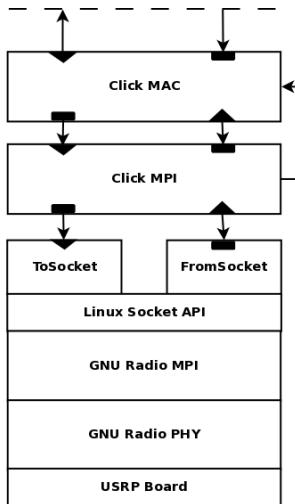 Click MAC
Click MPI
ToSocket
FromSocket
Linux Socket API
GNU Radio MPI
GNU Radio PHY
USRP Board